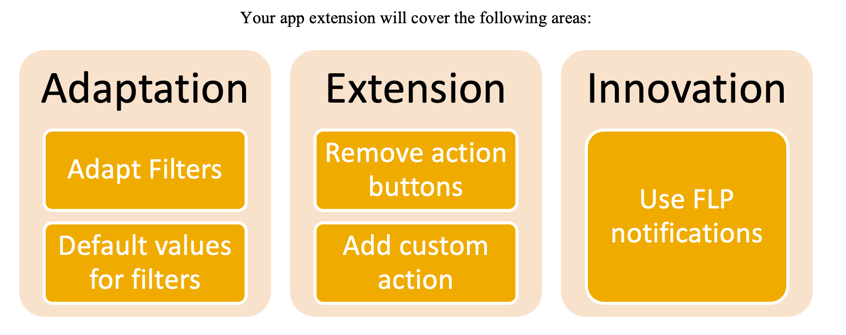 Your app extension will cover the following areas:
Adaptation
Adapt Filters
Default values
for filters
Extension
Remove action
buttons
Add custom
action
Innovation
Use FLP
notifications